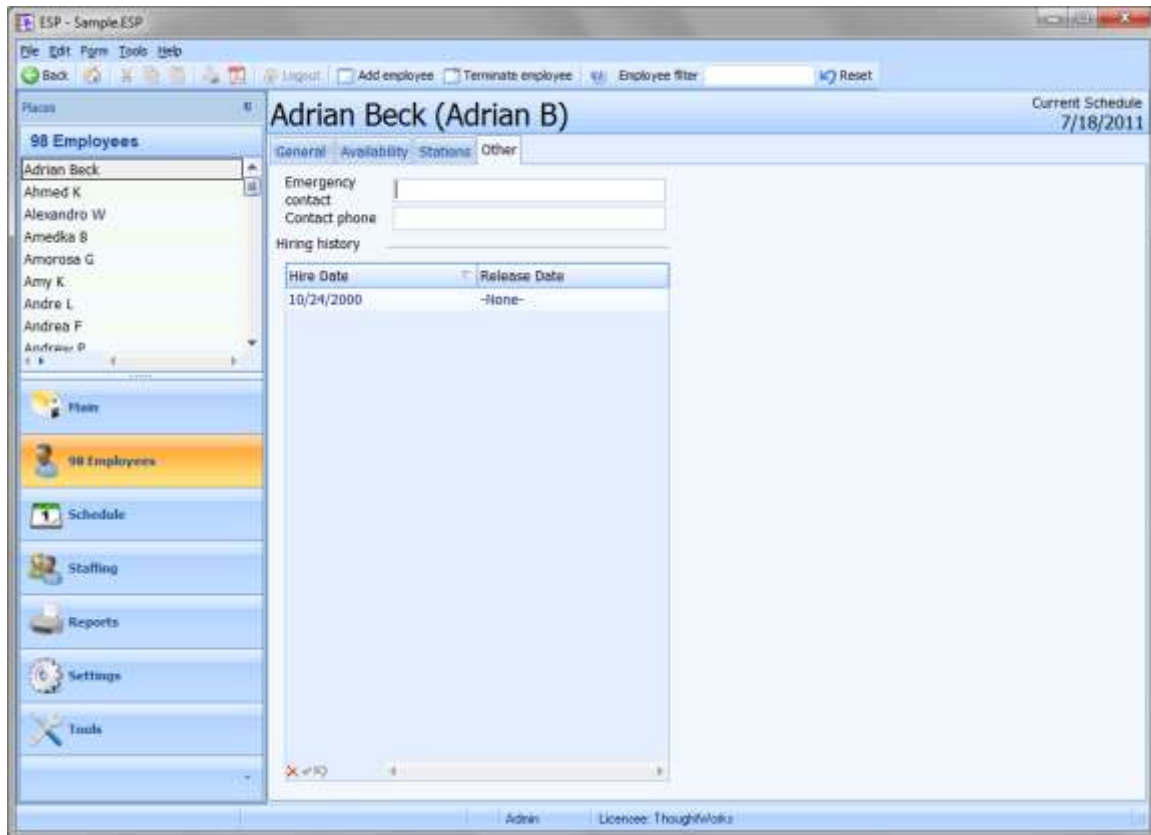 ESP - Sample.ESP
File Edit Form Tools Help
Back Logout Add employee Terminate employee Employee filter Reset
Places
98 Employees
Adrian Beck
Ahmed K
Alexandro W
Amedka B
Amorosa G
Amy K
Andre L
Andrea F
Andrew P
Main
98 Employees
Schedule
Staffing
Reports
Settings
Tools
Adrian Beck (Adrian B)
Current Schedule
7/18/2011
General Availability Stations Other
Emergency
contact
Contact phone
Hiring history
Hire Date Release Date
10/24/2000 -None-
Admin Licencee: ThoughtWorks